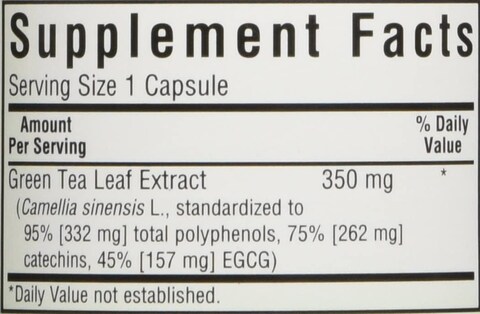 Supplement Facts
Serving Size 1 Capsule
Amount Per Serving % Daily Value
Green Tea Leaf Extract 350 mg *
(Camellia sinensis L., standardized to
95% [332 mg] total polyphenols, 75% [262 mg]
catechins, 45% [157 mg] EGCG)
*Daily Value not established.